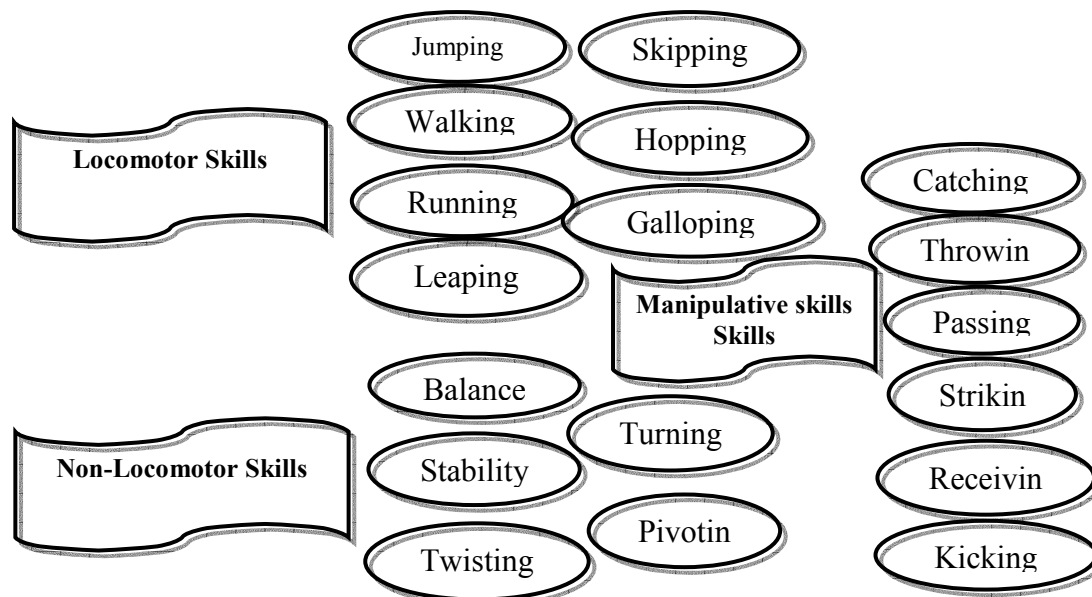 Locomotor Skills
Jumping
Skipping
Walking
Hopping
Running
Galloping
Leaping
Manipulative skills
Skills
Catching
Throwin
Passing
Strikin
Receivin
Kicking
Non-Locomotor Skills
Balance
Turning
Stability
Pivotin
Twisting